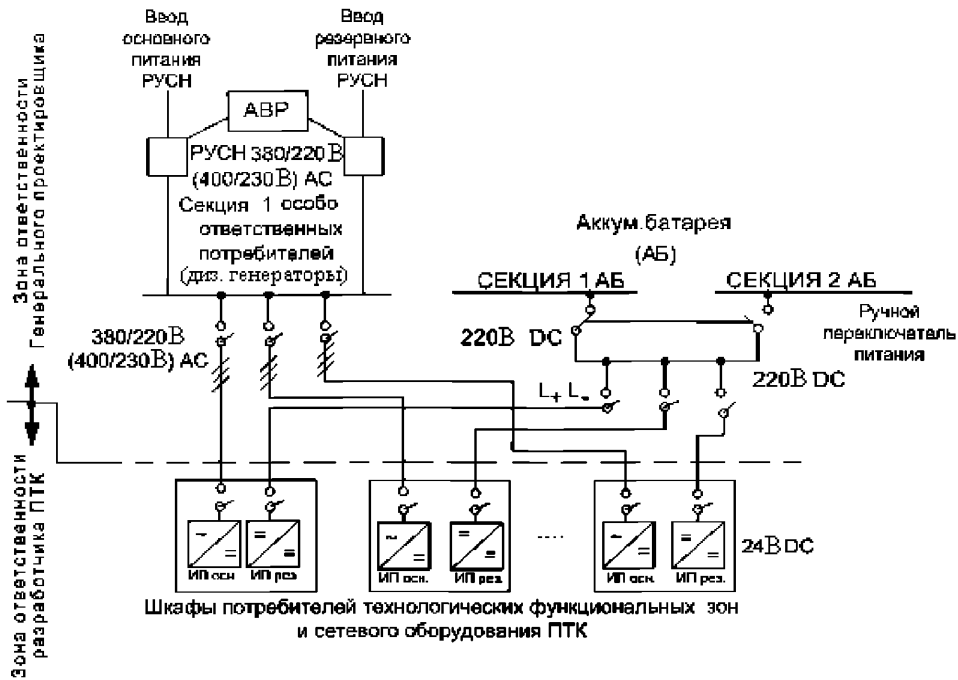 Ввод
основного
питания
РУСН
Ввод
резервного
питания
РУСН
АВР
РУСН 380/220 В
(400/230В) АС
Секция 1 особо
ответственных
потребителей
(диз. генераторы)
Зона ответственности
Генерального проектировщика
Аккум.батарея
(АБ)
СЕКЦИЯ 1 АБ
СЕКЦИЯ 2 АБ
380/220В
(400/230В) АС
220В DC
Ручной
переключатель
питания
220В DC
L+ L-
Зона ответственности
разработчика ПТК
ИП осн. ИП рез.
ИП осн. ИП рез.
.....
ИП осн. ИП рез.
24В DC
Шкафы потребителей технологических функциональных зон
и сетевого оборудования ПТК